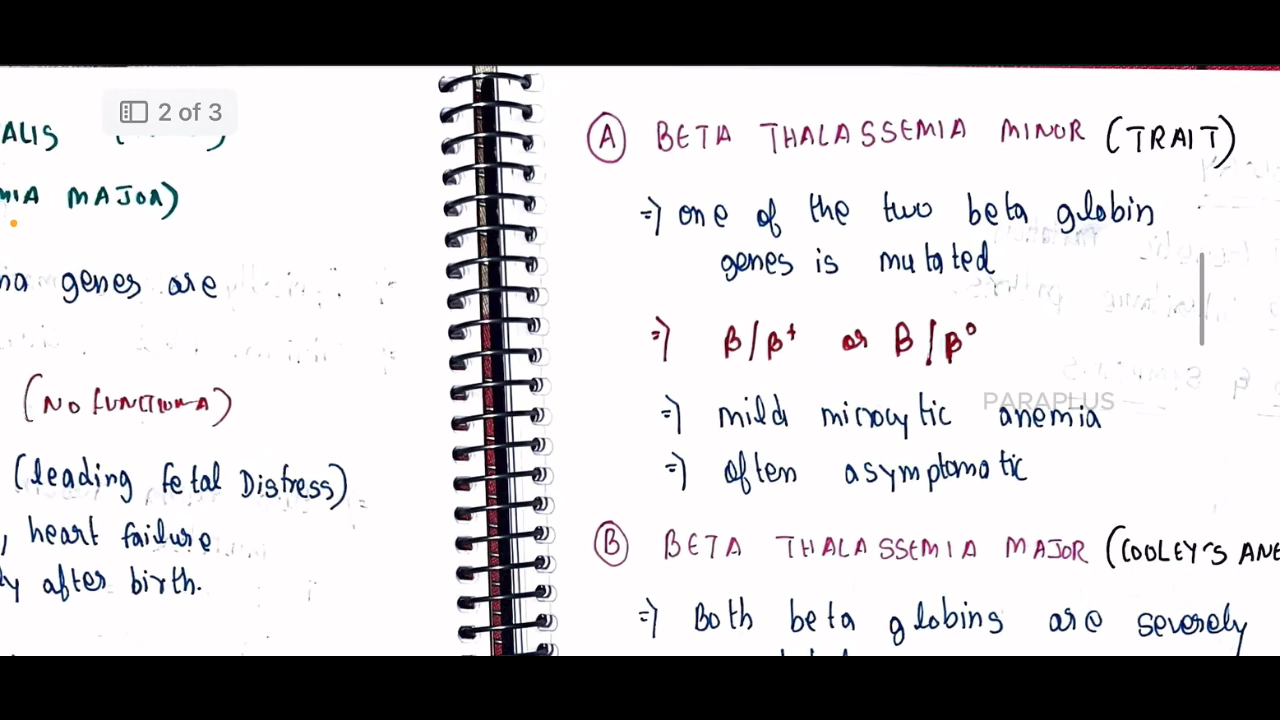 2 of 3
ALIS
MIA MAJOR)
genes are
(NO FUNCTIONA)
(leading fetal Distress)
, heart failure
ly after birth.
Ⓐ BETA THALASSEMIA MINOR (TRAIT)
=> one of the two beta globin
genes is mutated
=> β/β⁺ or β/β⁰
PARAPLUS
=> mild microcytic anemia
=> often asymptomatic
Ⓑ BETA THALASSEMIA MAJOR (COOLEY'S ANE
=> Both beta globins are severely